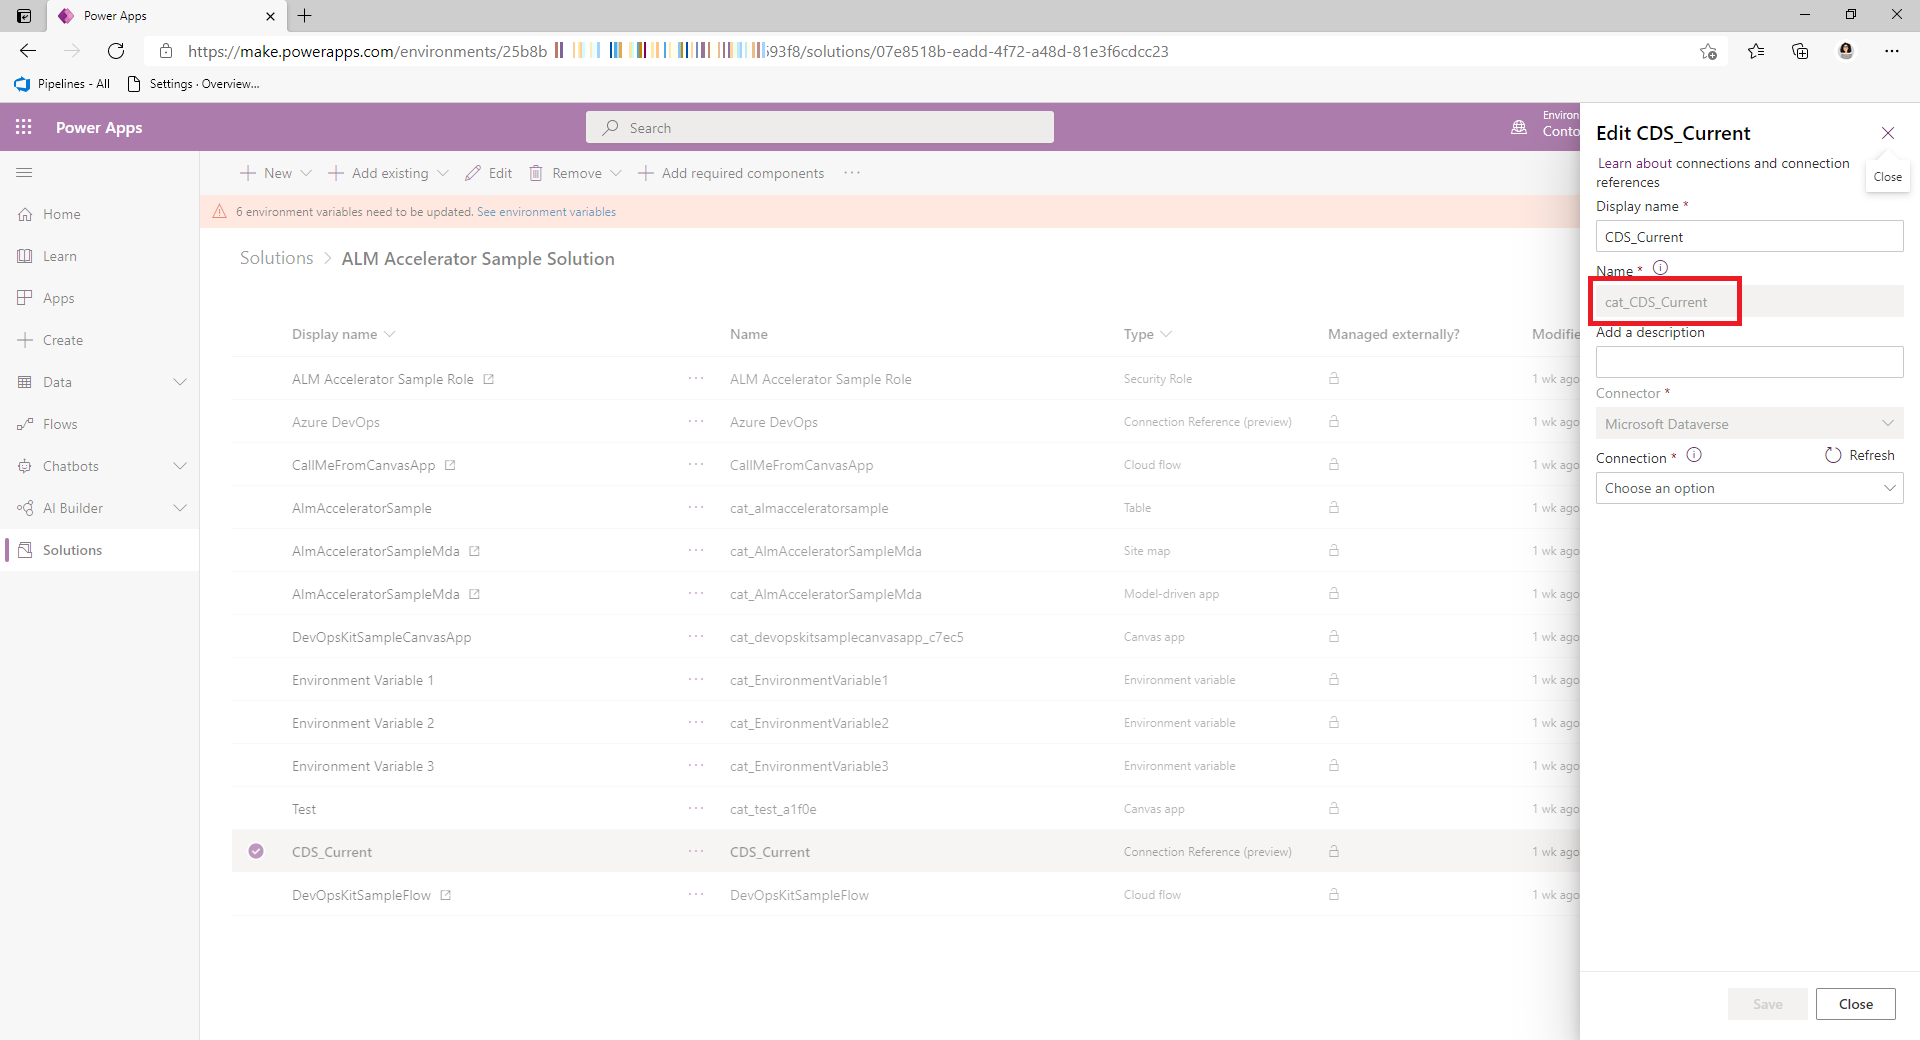 Power Apps
https://make.powerapps.com/environments/25b8b 93f8/solutions/07e8518b-eadd-4f72-a48d-81e3f6cdcc23
Pipelines - All Settings · Overview...
Power Apps
Search
Environ
Conto
New Add existing Edit Remove Add required components
6 environment variables need to be updated. See environment variables
Home
Learn
Apps
Create
Data
Flows
Chatbots
AI Builder
Solutions
Solutions > ALM Accelerator Sample Solution
Display name Name Type Managed externally? Modifie
ALM Accelerator Sample Role ALM Accelerator Sample Role Security Role 1 wk ago
Azure DevOps Azure DevOps Connection Reference (preview) 1 wk ago
CallMeFromCanvasApp CallMeFromCanvasApp Cloud flow 1 wk ago
AlmAcceleratorSample cat_almacceleratorsample Table 1 wk ago
AlmAcceleratorSampleMda cat_AlmAcceleratorSampleMda Site map 1 wk ago
AlmAcceleratorSampleMda cat_AlmAcceleratorSampleMda Model-driven app 1 wk ago
DevOpsKitSampleCanvasApp cat_devopskitsamplecanvasapp_c7ec5 Canvas app 1 wk ago
Environment Variable 1 cat_EnvironmentVariable1 Environment variable 1 wk ago
Environment Variable 2 cat_EnvironmentVariable2 Environment variable 1 wk ago
Environment Variable 3 cat_EnvironmentVariable3 Environment variable 1 wk ago
Test cat_test_a1f0e Canvas app 1 wk ago
CDS_Current CDS_Current Connection Reference (preview) 1 wk ago
DevOpsKitSampleFlow DevOpsKitSampleFlow Cloud flow 1 wk ago
Edit CDS_Current
Close
Learn about connections and connection
references
Display name *
CDS_Current
Name *
cat_CDS_Current
Add a description
Connector *
Microsoft Dataverse
Connection * Refresh
Choose an option
Save Close